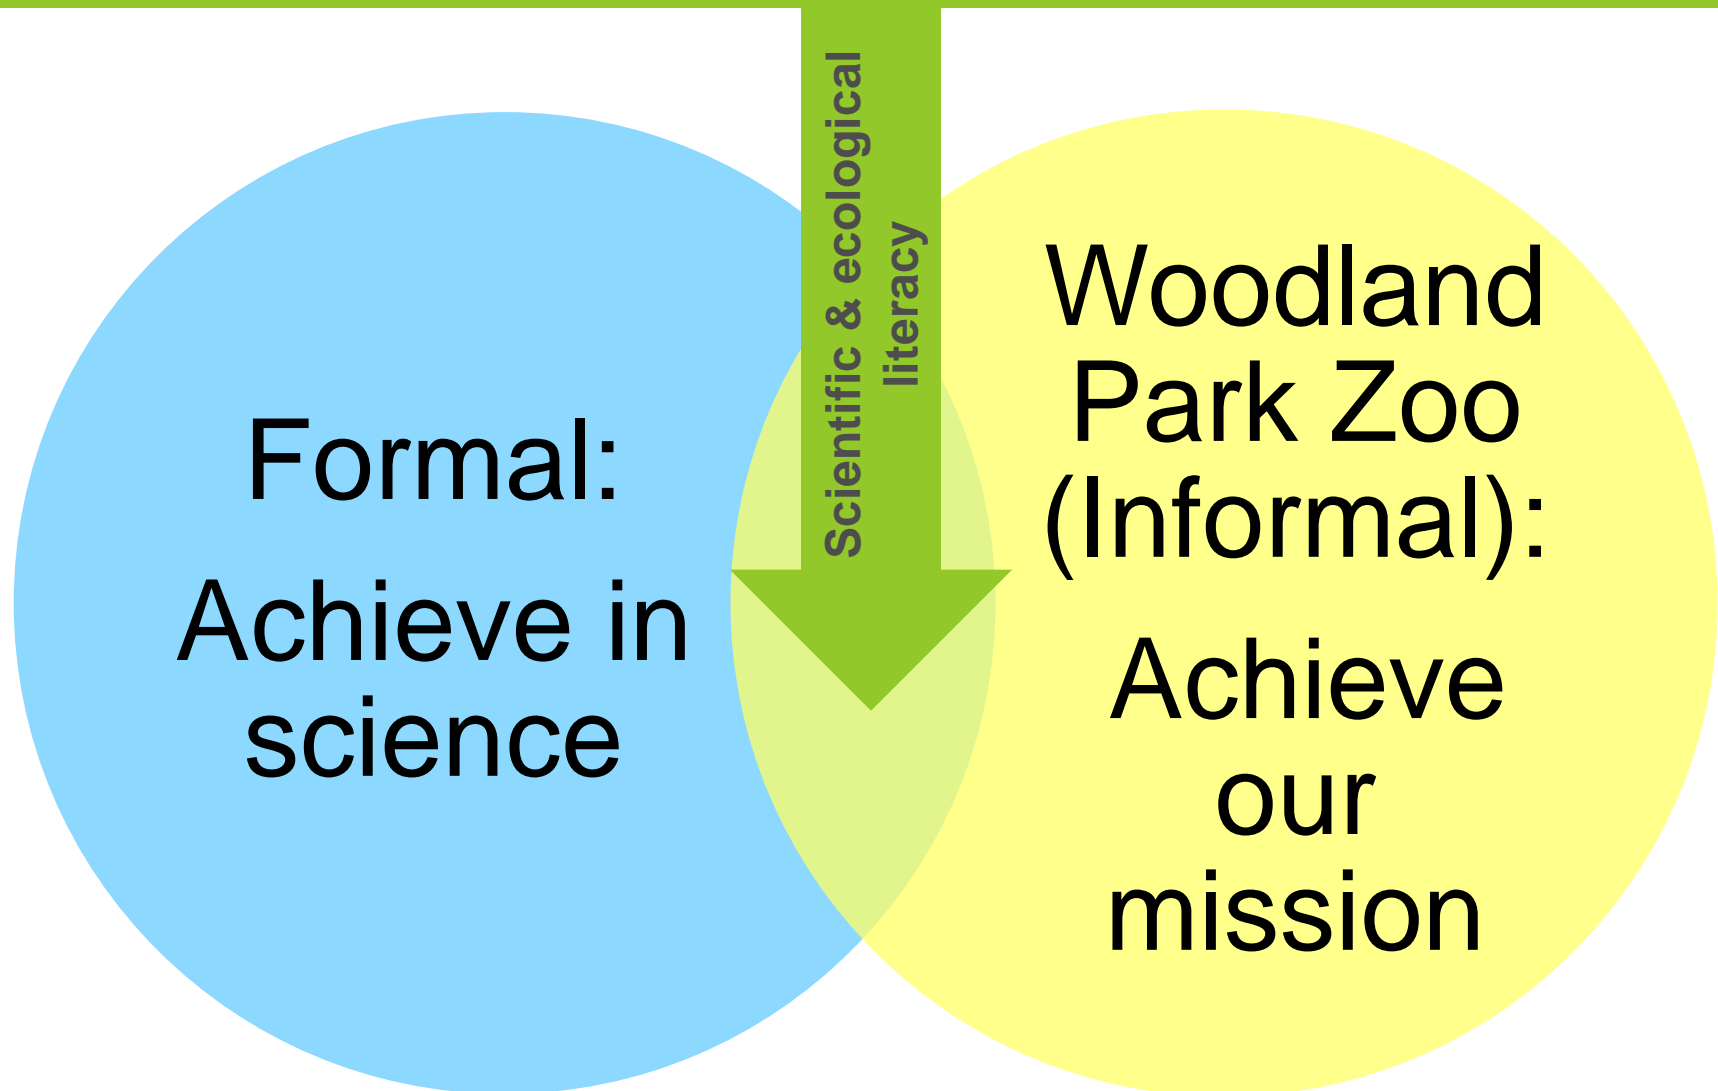 Scientific & ecological
literacy
Formal:
Achieve in
science
Woodland
Park Zoo
(Informal):
Achieve
our
mission